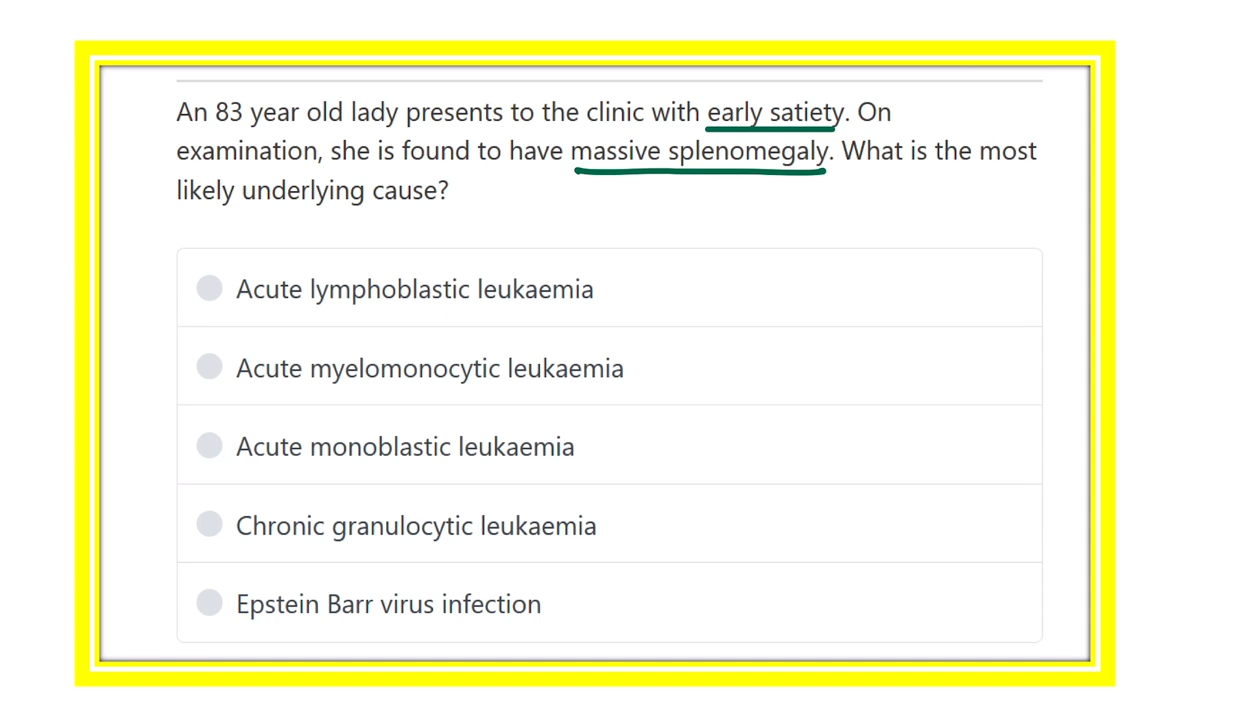 An 83 year old lady presents to the clinic with early satiety. On
examination, she is found to have massive splenomegaly. What is the most
likely underlying cause?
Acute lymphoblastic leukaemia
Acute myelomonocytic leukaemia
Acute monoblastic leukaemia
Chronic granulocytic leukaemia
Epstein Barr virus infection